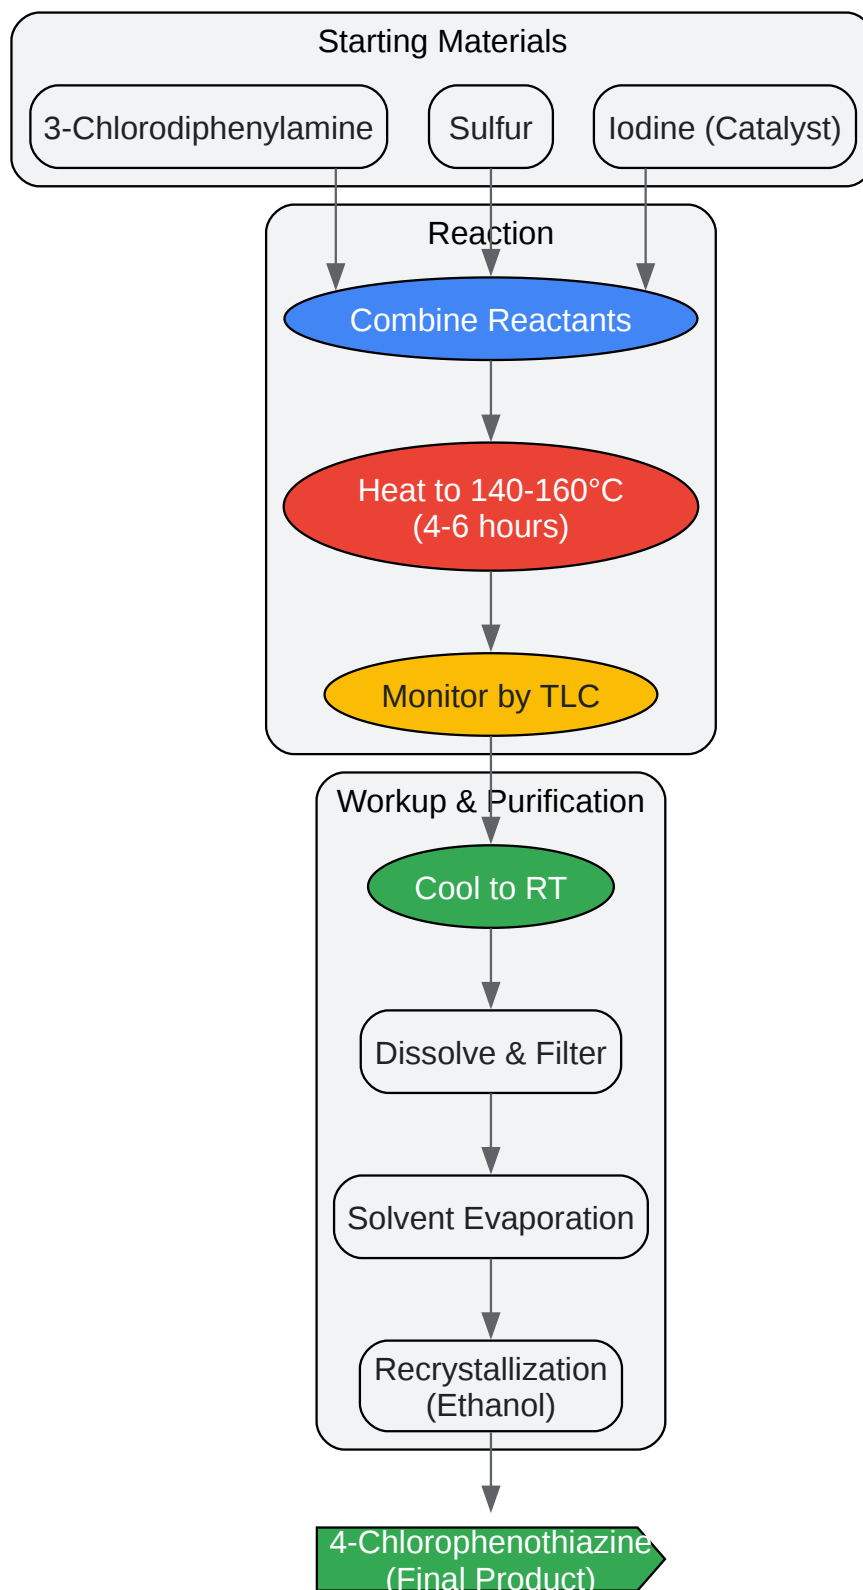 Starting Materials
3-Chlorodiphenylamine
Sulfur
Iodine (Catalyst)
Reaction
Combine Reactants
Heat to 140-160°C
(4-6 hours)
Monitor by TLC
Workup & Purification
Cool to RT
Dissolve & Filter
Solvent Evaporation
Recrystallization
(Ethanol)
4-Chlorophenothiazine
(Final Product)